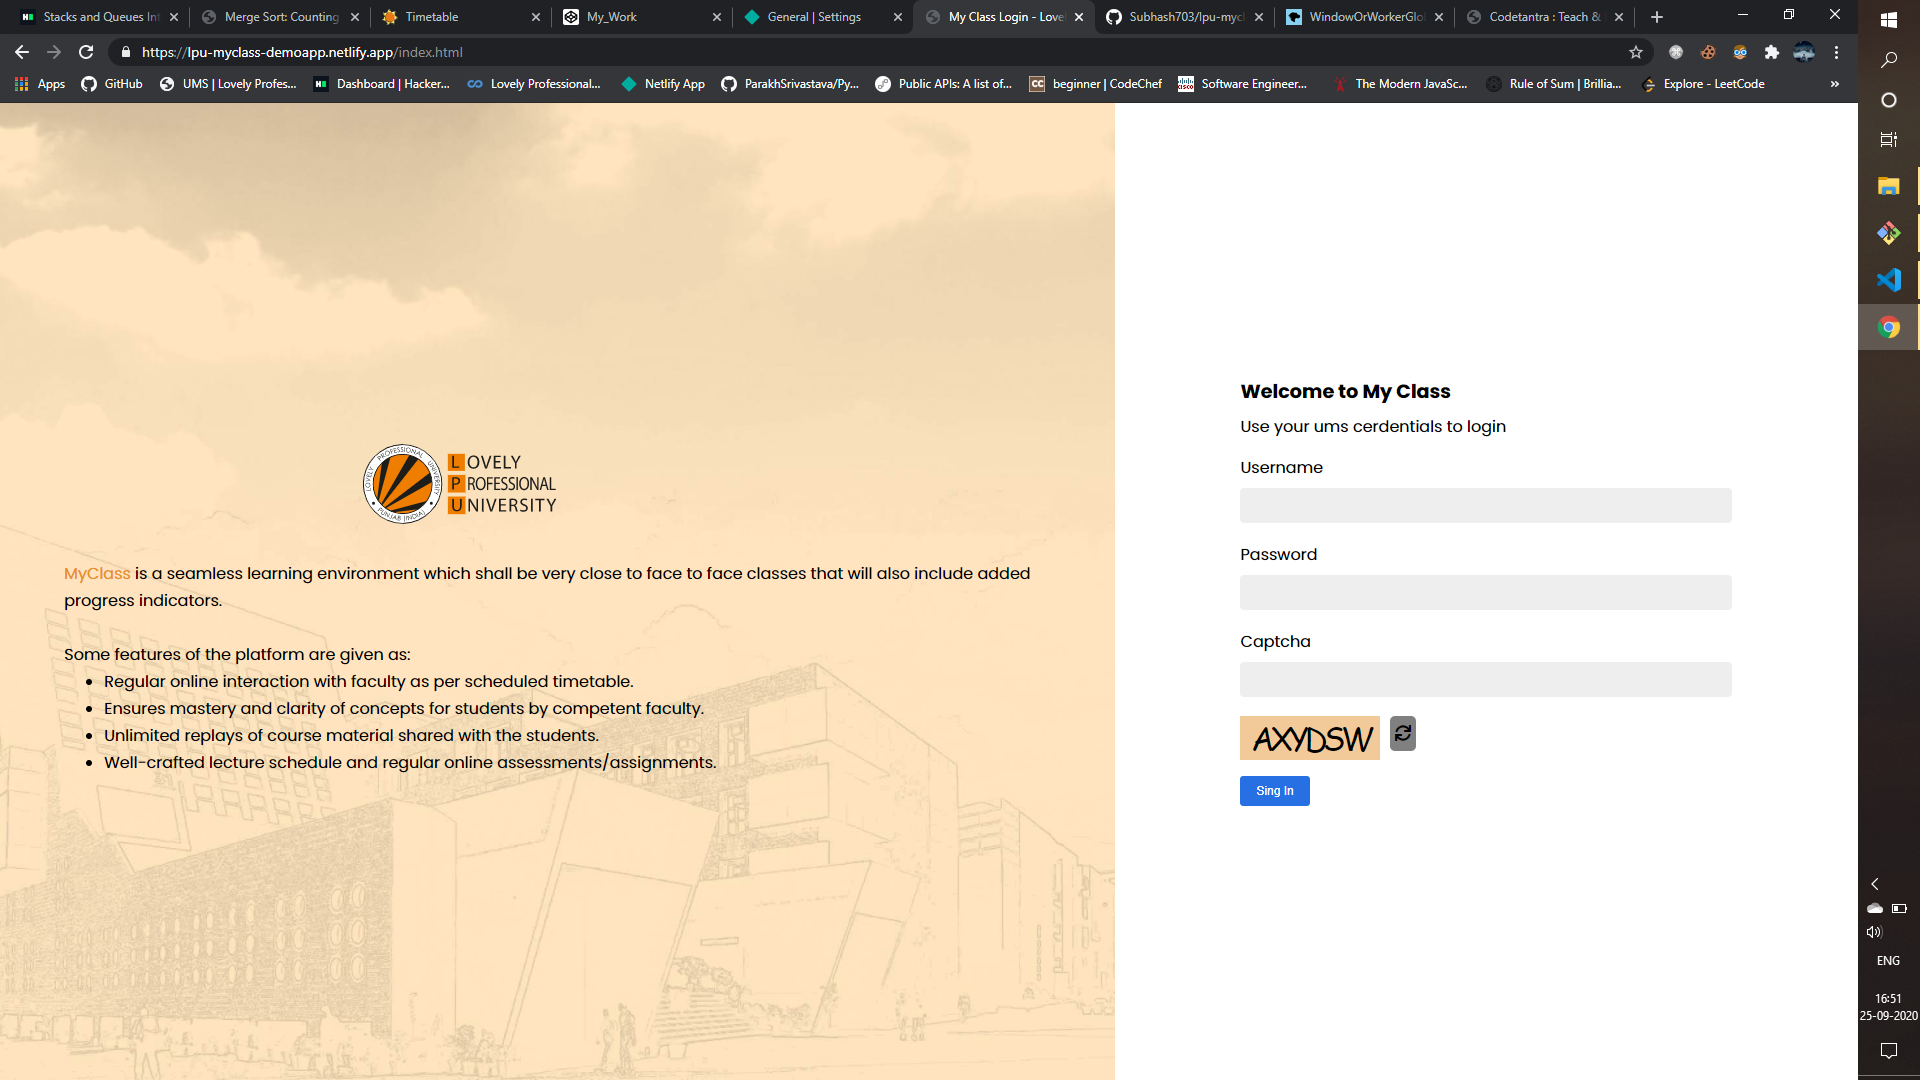 Stacks and Queues Int
Merge Sort: Counting
Timetable
My_Work
General | Settings
My Class Login - Lovel
Subhash703/lpu-mycl
WindowOrWorkerGlo
Codetantra : Teach &
https://lpu-myclass-demoapp.netlify.app/index.html
Apps
GitHub
UMS | Lovely Profes...
Dashboard | Hacker...
Lovely Professional...
Netlify App
ParakhSrivastava/Py...
Public APIs: A list of...
beginner | CodeChef
Software Engineer...
The Modern JavaSc...
Rule of Sum | Brillia...
Explore - LeetCode
»
LOVELY PROFESSIONAL UNIVERSITY
PUNJAB (INDIA)
LOVELY
PROFESSIONAL
UNIVERSITY
MyClass is a seamless learning environment which shall be very close to face to face classes that will also include added
progress indicators.
Some features of the platform are given as:
Regular online interaction with faculty as per scheduled timetable.
Ensures mastery and clarity of concepts for students by competent faculty.
Unlimited replays of course material shared with the students.
Well-crafted lecture schedule and regular online assessments/assignments.
Welcome to My Class
Use your ums cerdentials to login
Username
Password
Captcha
AXYDSW
Sing In
ENG
16:51
25-09-2020